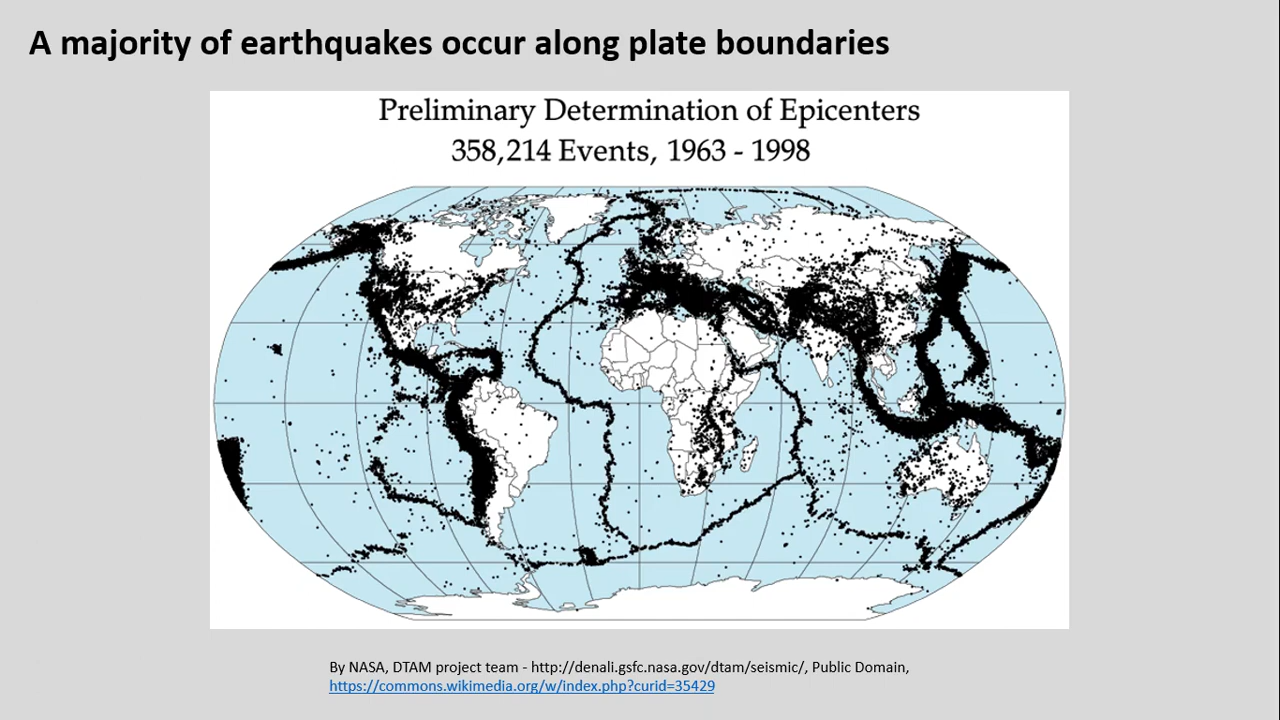 A majority of earthquakes occur along plate boundaries
Preliminary Determination of Epicenters
358,214 Events, 1963 - 1998
By NASA, DTAM project team - http://denali.gsfc.nasa.gov/dtam/seismic/, Public Domain,
https://commons.wikimedia.org/w/index.php?curid=35429